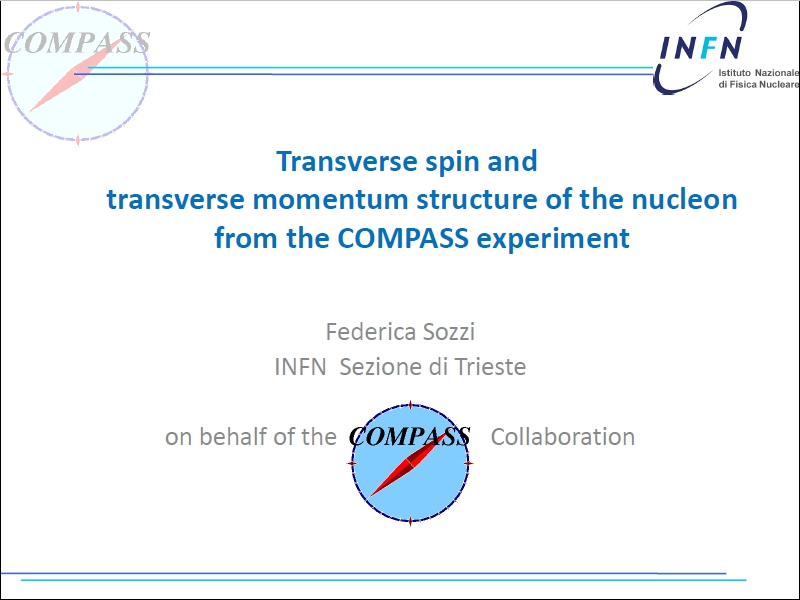 COMPASS
INFN
Istituto Nazionale
di Fisica Nucleare
Transverse spin and
transverse momentum structure of the nucleon
from the COMPASS experiment
Federica Sozzi
INFN Sezione di Trieste
on behalf of the COMPASS Collaboration